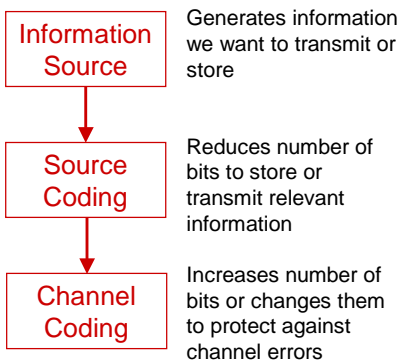 Information
Source
Generates information
we want to transmit or
store
Source
Coding
Reduces number of
bits to store or
transmit relevant
information
Channel
Coding
Increases number of
bits or changes them
to protect against
channel errors